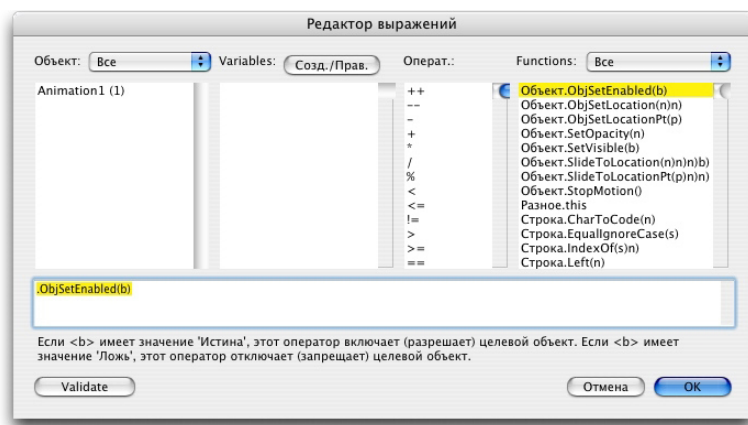 Редактор выражений
Объект: Все Variables: Созд./Прав. Операт.: Functions: Все
Animation1 (1)
++
--
-
+
*
/
%
<
<=
!=
>
>=
==
Объект.ObjSetEnabled(b)
Объект.ObjSetLocation(n)n)
Объект.ObjSetLocationPt(p)
Объект.SetOpacity(n)
Объект.SetVisible(b)
Объект.SlideToLocation(n)n)n)b)
Объект.SlideToLocationPt(p)n)n)
Объект.StopMotion()
Разное.this
Строка.CharToCode(n)
Строка.EqualIgnoreCase(s)
Строка.IndexOf(s)n)
Строка.Left(n)
.ObjSetEnabled(b)
Если <b> имеет значение 'Истина', этот оператор включает (разрешает) целевой объект. Если <b> имеет
значение 'Ложь', этот оператор отключает (запрещает) целевой объект.
Validate Отмена OK